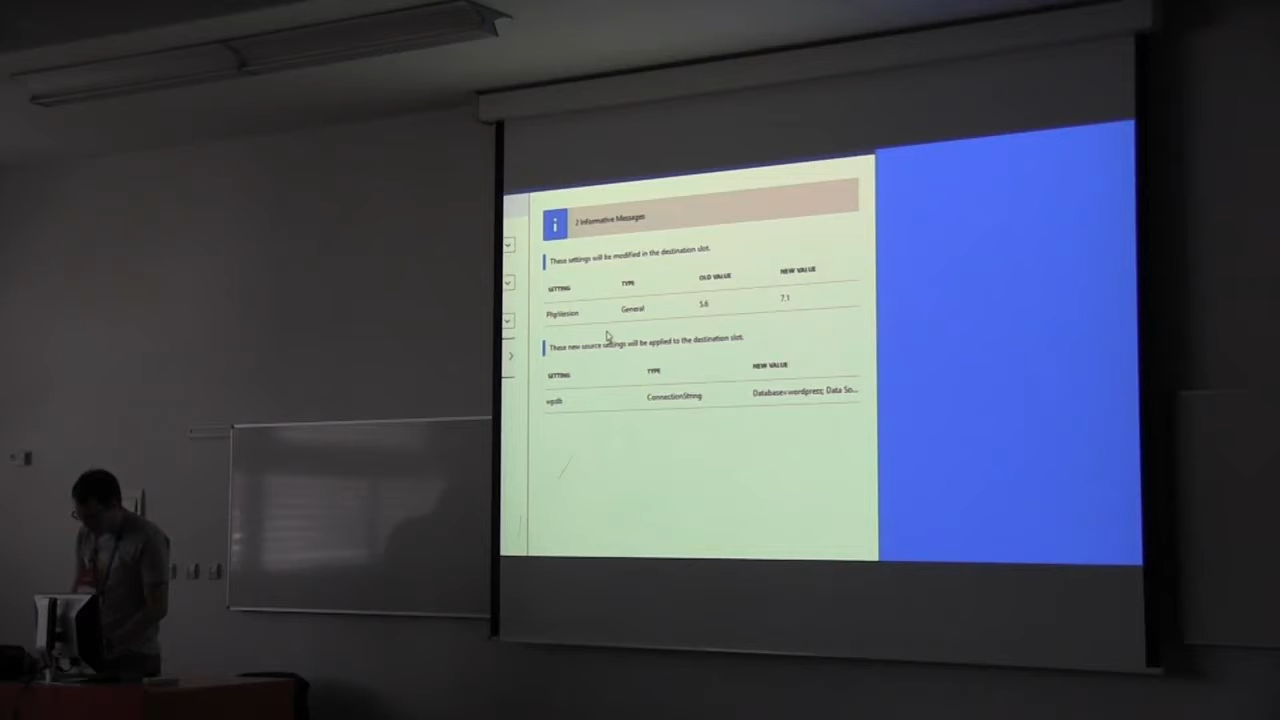 2 Informative Messages
These settings will be modified in the destination slot.
SETTING TYPE OLD VALUE NEW VALUE
PhpVersion General 5.6 7.1
These new source settings will be applied to the destination slot.
SETTING TYPE NEW VALUE
wpdb ConnectionString Database=wordpress; Data So...